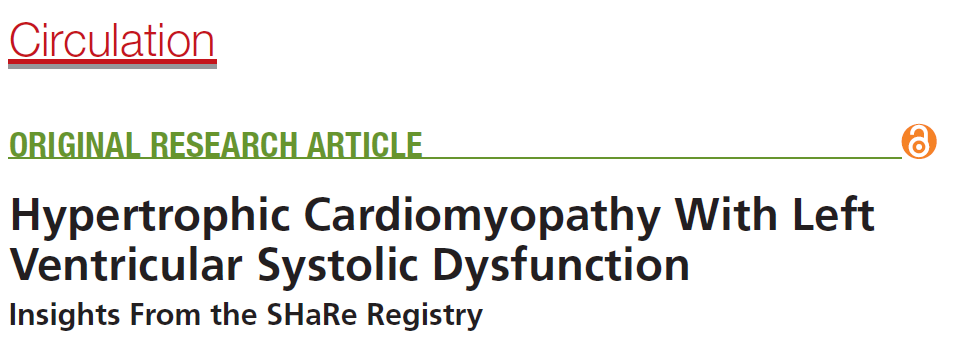 Circulation
ORIGINAL RESEARCH ARTICLE
Hypertrophic Cardiomyopathy With Left
Ventricular Systolic Dysfunction
Insights From the SHaRe Registry